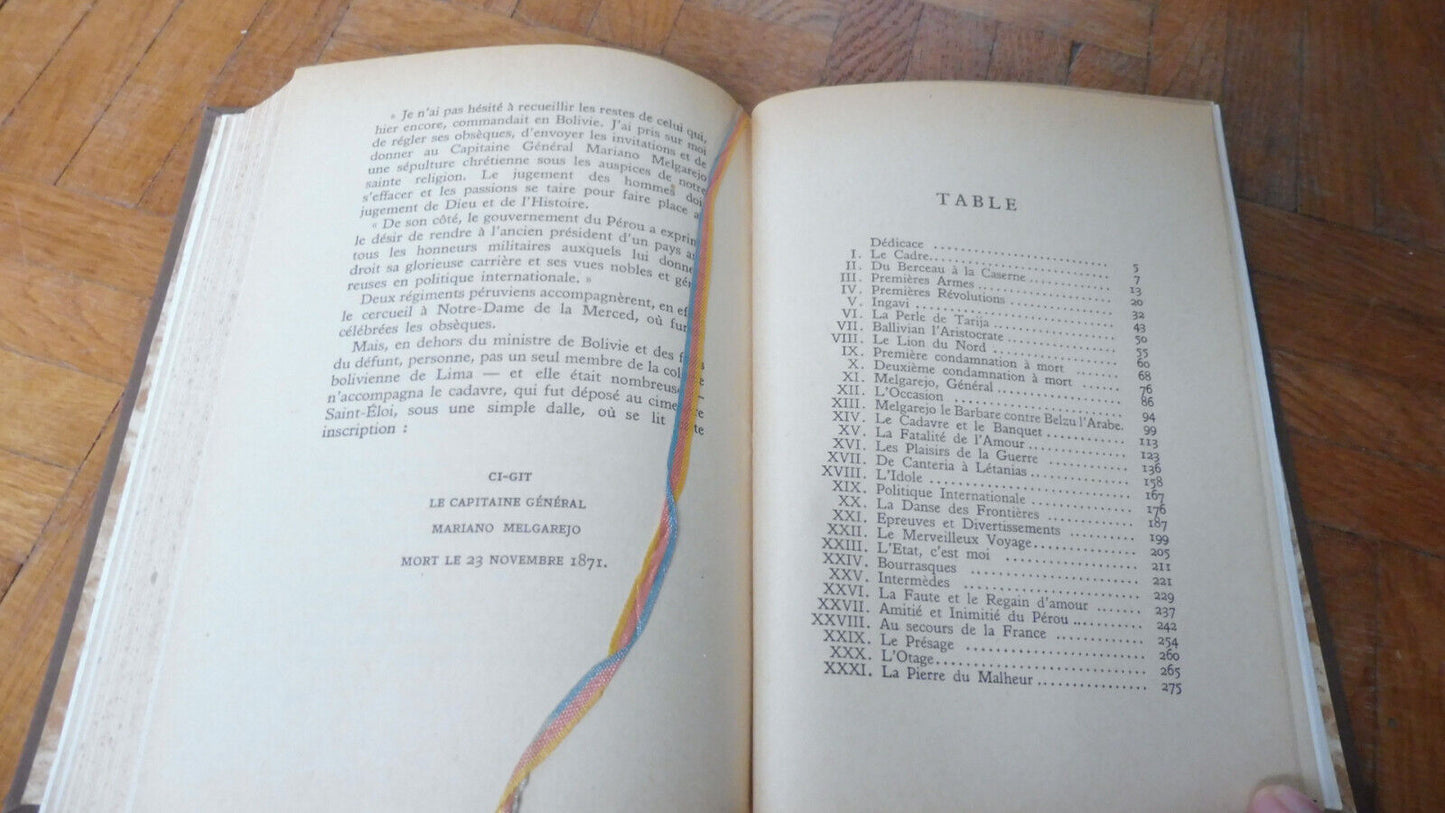 « Je n'ai pas hésité à recueillir les restes de celui qui,
hier encore, commandait en Bolivie. J'ai pris sur moi
de régler ses obsèques, d'envoyer les invitations et de
donner au Capitaine Général Mariano Melgarejo
une sépulture chrétienne sous les auspices de notre
sainte religion. Le jugement des hommes doi
s'effacer et les passions se taire pour faire place a
jugement de Dieu et de l'Histoire.
« De son côté, le gouvernement du Pérou a exprim
le désir de rendre à l'ancien président d'un pays am
tous les honneurs militaires auxquels lui donne
droit sa glorieuse carrière et ses vues nobles et gén
reuses en politique internationale. »
Deux régiments péruviens accompagnèrent, en eff
le cercueil à Notre-Dame de la Merced, où fur
célébrées les obsèques.
Mais, en dehors du ministre de Bolivie et des f s
du défunt, personne, pas un seul membre de la colo e
bolivienne de Lima — et elle était nombreuse —
n'accompagna le cadavre, qui fut déposé au cime re
Saint-Éloi, sous une simple dalle, où se lit te
inscription :
CI-GIT
LE CAPITAINE GÉNÉRAL
MARIANO MELGAREJO
MORT LE 23 NOVEMBRE 1871.
TABLE
Dédicace .......... 5
I. Le Cadre .......... 7
II. Du Berceau à la Caserne .......... 13
III. Premières Armes .......... 20
IV. Premières Révolutions .......... 32
V. Ingavi .......... 43
VI. La Perle de Tarija .......... 50
VII. Ballivian l'Aristocrate .......... 55
VIII. Le Lion du Nord .......... 60
IX. Première condamnation à mort .......... 68
X. Deuxième condamnation à mort .......... 76
XI. Melgarejo, Général .......... 86
XII. L'Occasion .......... 94
XIII. Melgarejo le Barbare contre Belzu l'Arabe. 99
XIV. Le Cadavre et le Banquet .......... 113
XV. La Fatalité de l'Amour .......... 123
XVI. Les Plaisirs de la Guerre .......... 136
XVII. De Canteria à Létanias .......... 158
XVIII. L'Idole .......... 167
XIX. Politique Internationale .......... 176
XX. La Danse des Frontières .......... 187
XXI. Epreuves et Divertissements .......... 199
XXII. Le Merveilleux Voyage .......... 205
XXIII. L'Etat, c'est moi .......... 211
XXIV. Bourrasques .......... 221
XXV. Intermèdes .......... 229
XXVI. La Faute et le Regain d'amour .......... 237
XXVII. Amitié et Inimitié du Pérou .......... 242
XXVIII. Au secours de la France .......... 254
XXIX. Le Présage .......... 260
XXX. L'Otage .......... 265
XXXI. La Pierre du Malheur .......... 275